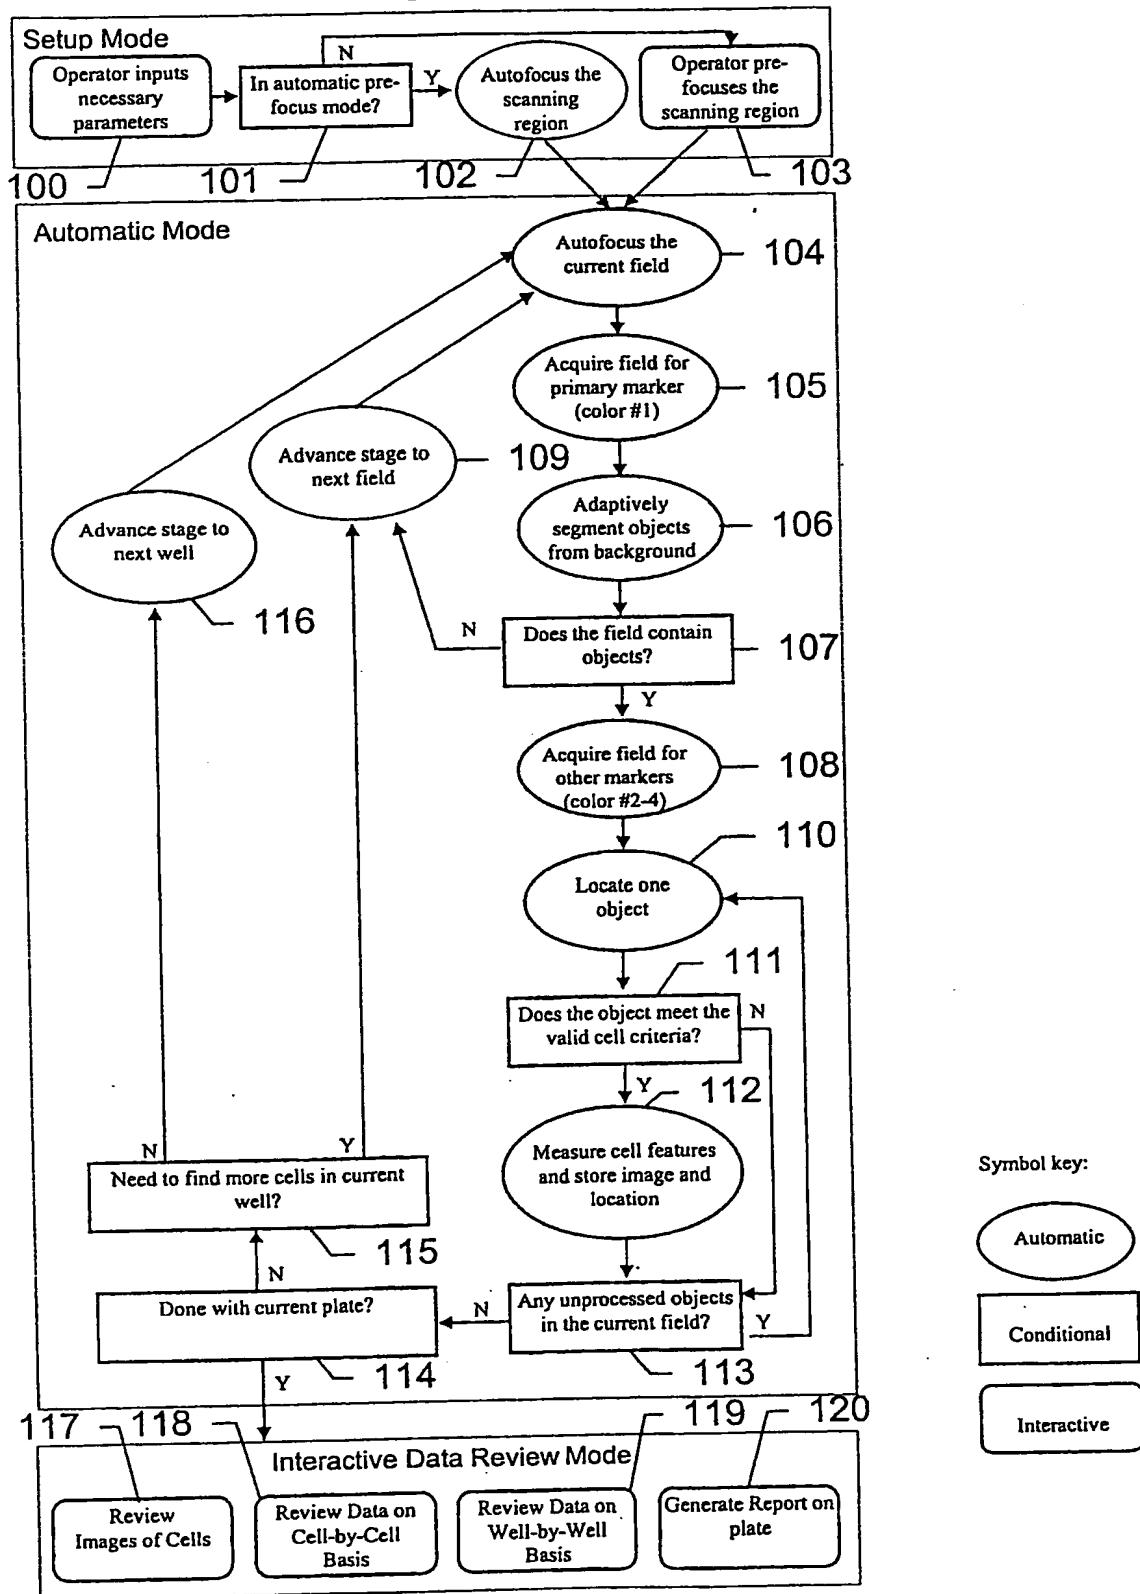 Setup Mode
N
Operator inputs
necessary
parameters
In automatic pre-
focus mode?
Y
Autofocus the
scanning
region
Operator pre-
focuses the
scanning region
100
101
102
103
Automatic Mode
Autofocus the
current field
104
Acquire field for
primary marker
(color #1)
105
Advance stage to
next field
109
Advance stage to
next well
116
Adaptively
segment objects
from background
106
N
Does the field contain
objects?
107
Y
Acquire field for
other markers
(color #2-4)
108
110
Locate one
object
111
Does the object meet the
valid cell criteria?
N
Y
112
Measure cell features
and store image and
location
N
Y
Need to find more cells in current
well?
115
N
Done with current plate?
N
Any unprocessed objects
in the current field?
Y
114
113
Y
Symbol key:
Automatic
Conditional
Interactive
117
118
119
120
Interactive Data Review Mode
Review
Images of Cells
Review Data on
Cell-by-Cell
Basis
Review Data on
Well-by-Well
Basis
Generate Report on
plate